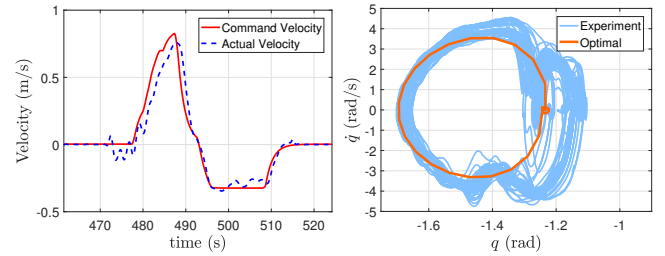 Command Velocity
Actual Velocity
1
0.5
0
-0.5
470 480 490 500 510 520
Velocity (m/s)
time (s)
Experiment
Optimal
5
4
3
2
1
0
-1
-2
-3
-4
-5
-1.6 -1.4 -1.2 -1
q̇ (rad/s)
q (rad)